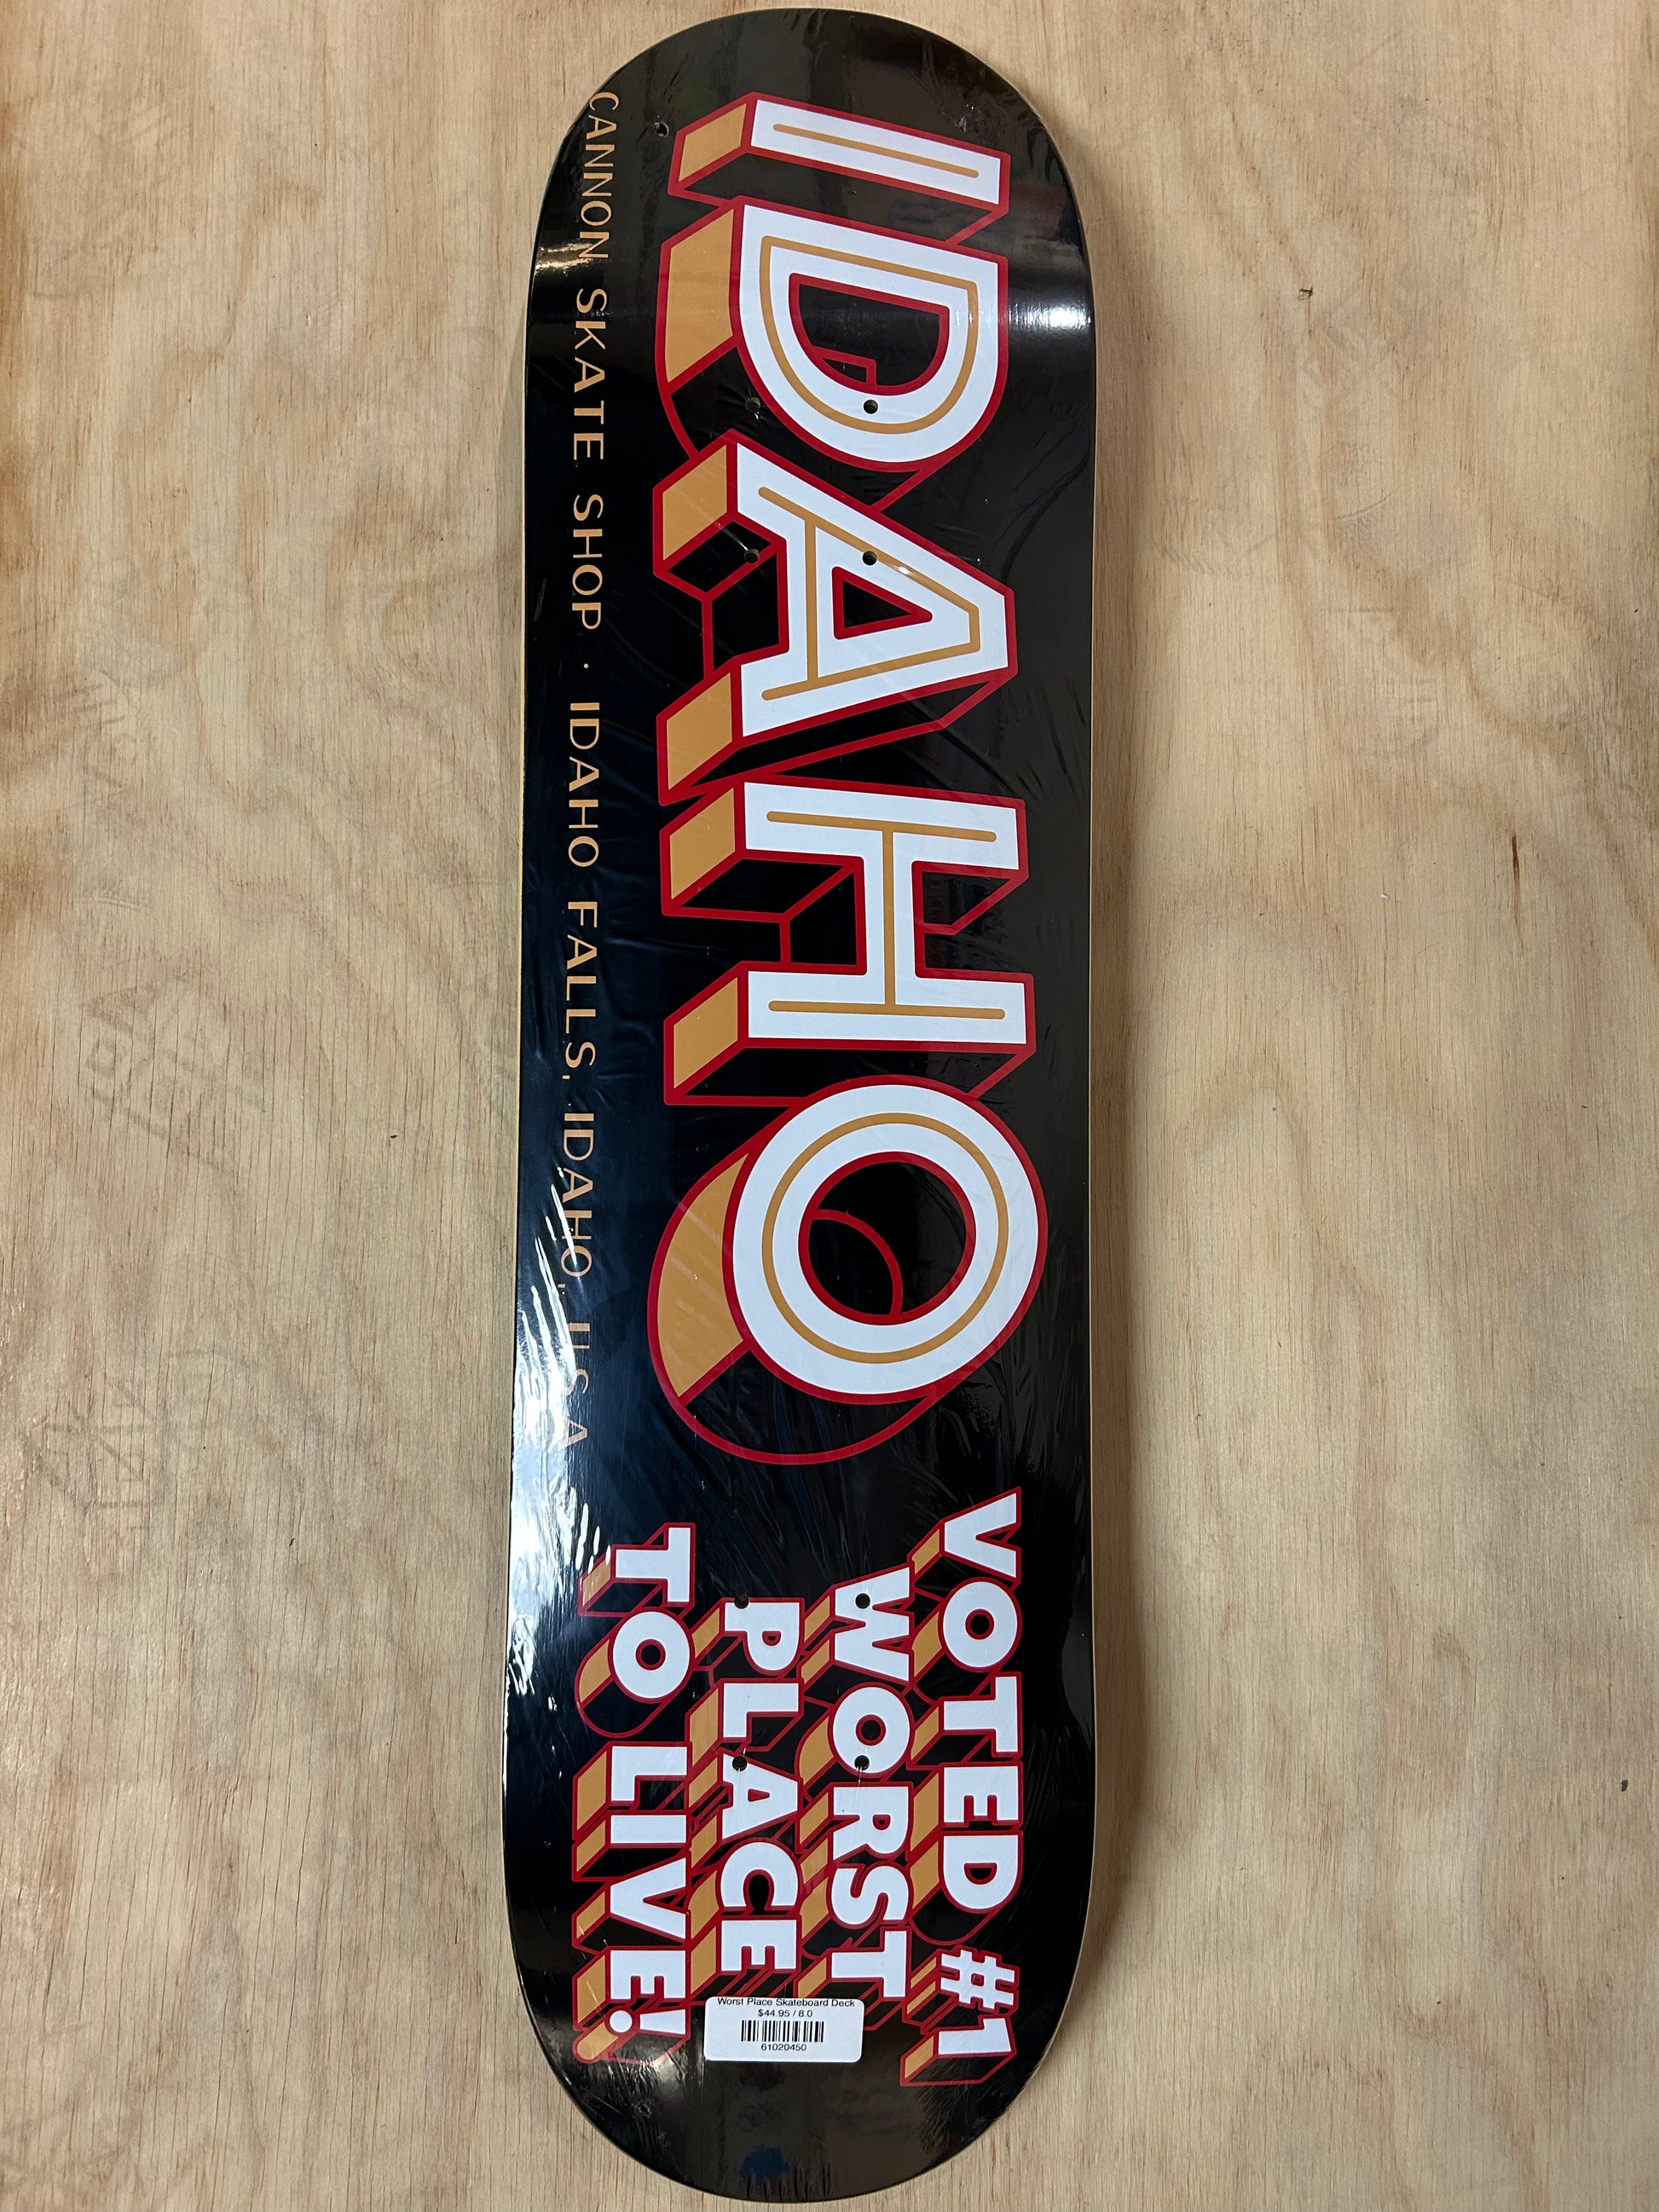 IDAHO
VOTED #1
WORST
PLACE
TO LIVE!
CANNON SKATE SHOP · IDAHO FALLS, IDAHO, U.S.A
Worst Place Skateboard Deck
$44.95 / 8.0
61020450